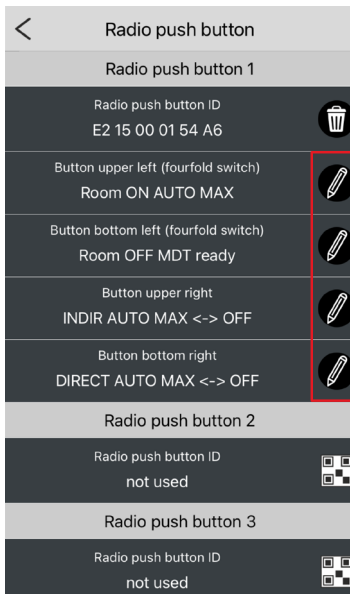 Radio push button
Radio push button 1
Radio push button ID
E2 15 00 01 54 A6
Button upper left (fourfold switch)
Room ON AUTO MAX
Button bottom left (fourfold switch)
Room OFF MDT ready
Button upper right
INDIR AUTO MAX <-> OFF
Button bottom right
DIRECT AUTO MAX <-> OFF
Radio push button 2
Radio push button ID
not used
Radio push button 3
Radio push button ID
not used